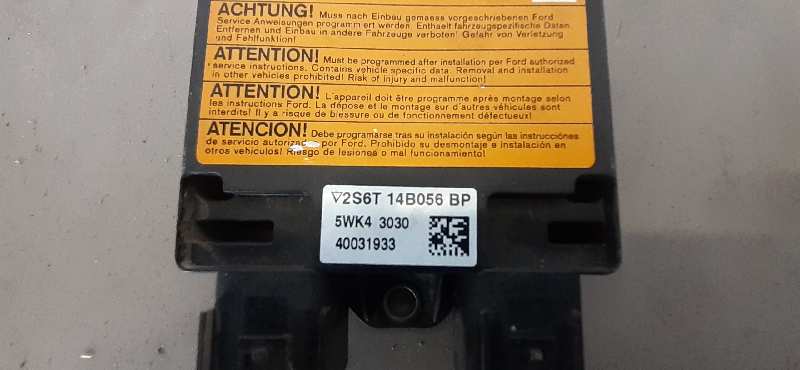 ACHTUNG! Muss nach Einbau gemaess vorgeschriebenen Ford
Service Anweisungen programmiert werden. Enthaelt fahrzeugspezifische Daten.
Entfernen und Einbau in andere Fahrzeuge verboten! Gefahr von Verletzung
und Fehlfunktion!
ATTENTION! Must be programmed after installation per Ford authorized
service instructions. Contains vehicle specific data. Removal and installation
in other vehicles prohibited! Risk of injury and malfunction!
ATTENTION! L'appareil doit être programme après montage selon
les instructions Ford. La dépose et le montage sur d'autres véhicules sont
interdits! Il y a risque de blessure ou de fonctionnement défectueux!
ATENCION! Debe programarse tras su instalación según las instrucciónes
de servicio autorizado por Ford. Prohibido su desmontaje e instalación en
otros vehiculos! Riesgo de lesiones o mal funcionamiento!
▽2S6T 14B056 BP
5WK4 3030
40031933